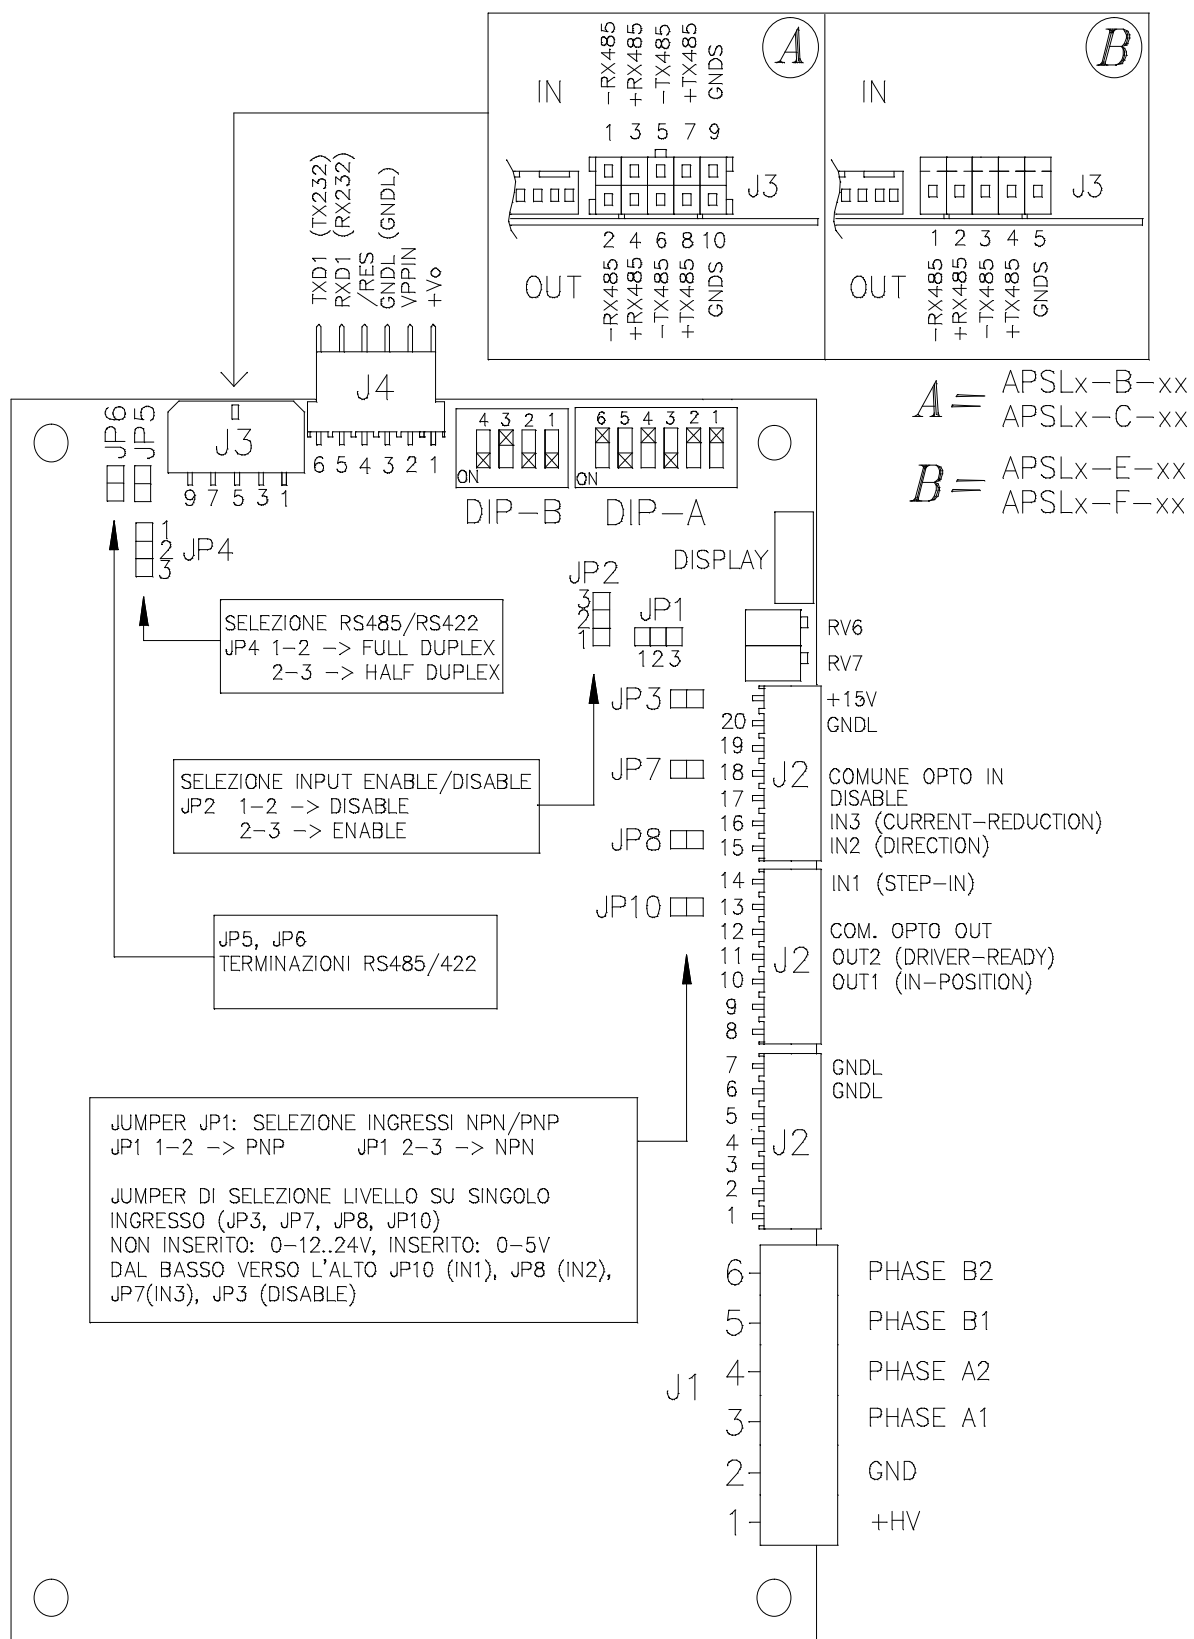 A
B
-RX485
+RX485
-TX485
+TX485
GNDS
IN
IN
1 3 5 7 9
J3
J3
2 4 6 8 10
1 2 3 4 5
OUT
OUT
-RX485
+RX485
-TX485
+TX485
GNDS
-RX485
+RX485
-TX485
+TX485
GNDS
TXD1 (TX232)
RXD1 (RX232)
/RES
GNDL (GNDL)
VPPIN
+Vo
A = APSLx-B-xx
APSLx-C-xx
B = APSLx-E-xx
APSLx-F-xx
JP6
JP5
J3
9 7 5 3 1
J4
6 5 4 3 2 1
4 3 2 1
ON
DIP-B
6 5 4 3 2 1
ON
DIP-A
1
2
3
JP4
DISPLAY
JP2
3
2
1
JP1
1 2 3
RV6
RV7
SELEZIONE RS485/RS422
JP4 1-2 -> FULL DUPLEX
2-3 -> HALF DUPLEX
JP3
JP7
JP8
JP10
SELEZIONE INPUT ENABLE/DISABLE
JP2 1-2 -> DISABLE
2-3 -> ENABLE
+15V
20 GNDL
19
18 COMUNE OPTO IN
17 DISABLE
16 IN3 (CURRENT-REDUCTION)
15 IN2 (DIRECTION)
J2
14 IN1 (STEP-IN)
13
12 COM. OPTO OUT
11 OUT2 (DRIVER-READY)
10 OUT1 (IN-POSITION)
9
8
J2
JP5, JP6
TERMINAZIONI RS485/422
7 GNDL
6 GNDL
5
4
3
2
1
J2
JUMPER JP1: SELEZIONE INGRESSI NPN/PNP
JP1 1-2 -> PNP JP1 2-3 -> NPN
JUMPER DI SELEZIONE LIVELLO SU SINGOLO
INGRESSO (JP3, JP7, JP8, JP10)
NON INSERITO: 0-12..24V, INSERITO: 0-5V
DAL BASSO VERSO L'ALTO JP10 (IN1), JP8 (IN2),
JP7(IN3), JP3 (DISABLE)
J1
6 PHASE B2
5 PHASE B1
4 PHASE A2
3 PHASE A1
2 GND
1 +HV